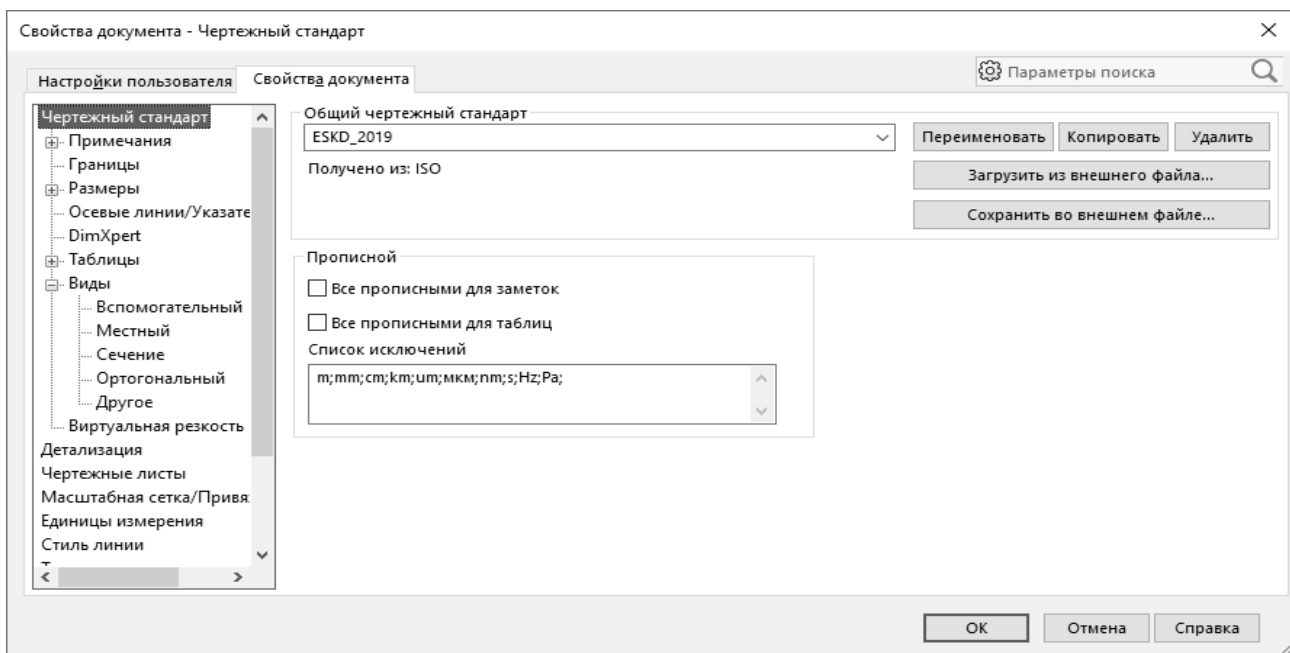 Свойства документа - Чертежный стандарт
Настройки пользователя
Свойства документа
Параметры поиска
Чертежный стандарт
Примечания
Границы
Размеры
Осевые линии/Указате
DimXpert
Таблицы
Виды
Вспомогательный
Местный
Сечение
Ортогональный
Другое
Виртуальная резкость
Детализация
Чертежные листы
Масштабная сетка/Привя
Единицы измерения
Стиль линии
Общий чертежный стандарт
ESKD_2019
Переименовать
Копировать
Удалить
Получено из: ISO
Загрузить из внешнего файла...
Сохранить во внешнем файле...
Прописной
Все прописными для заметок
Все прописными для таблиц
Список исключений
m;mm;cm;km;um;мкм;nm;s;Hz;Pa;
OK
Отмена
Справка